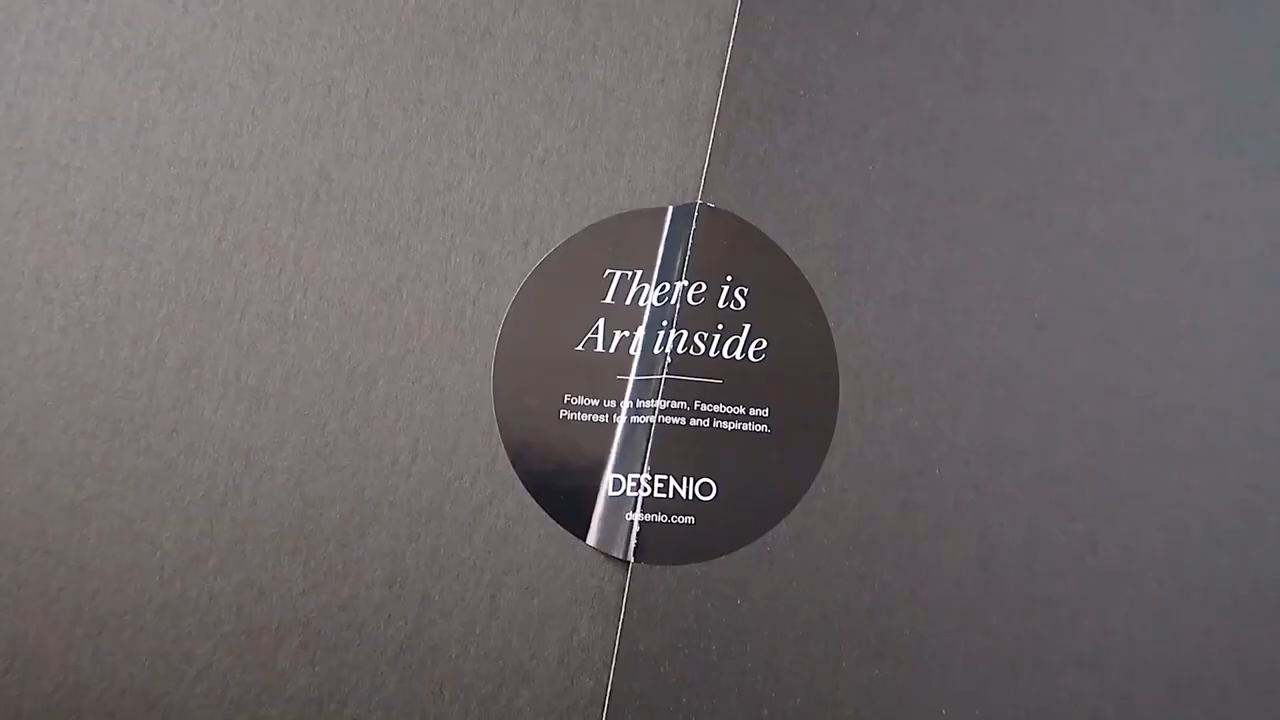 There is
Art inside
Follow us on Instagram, Facebook and
Pinterest for more news and inspiration.
DESENIO
desenio.com